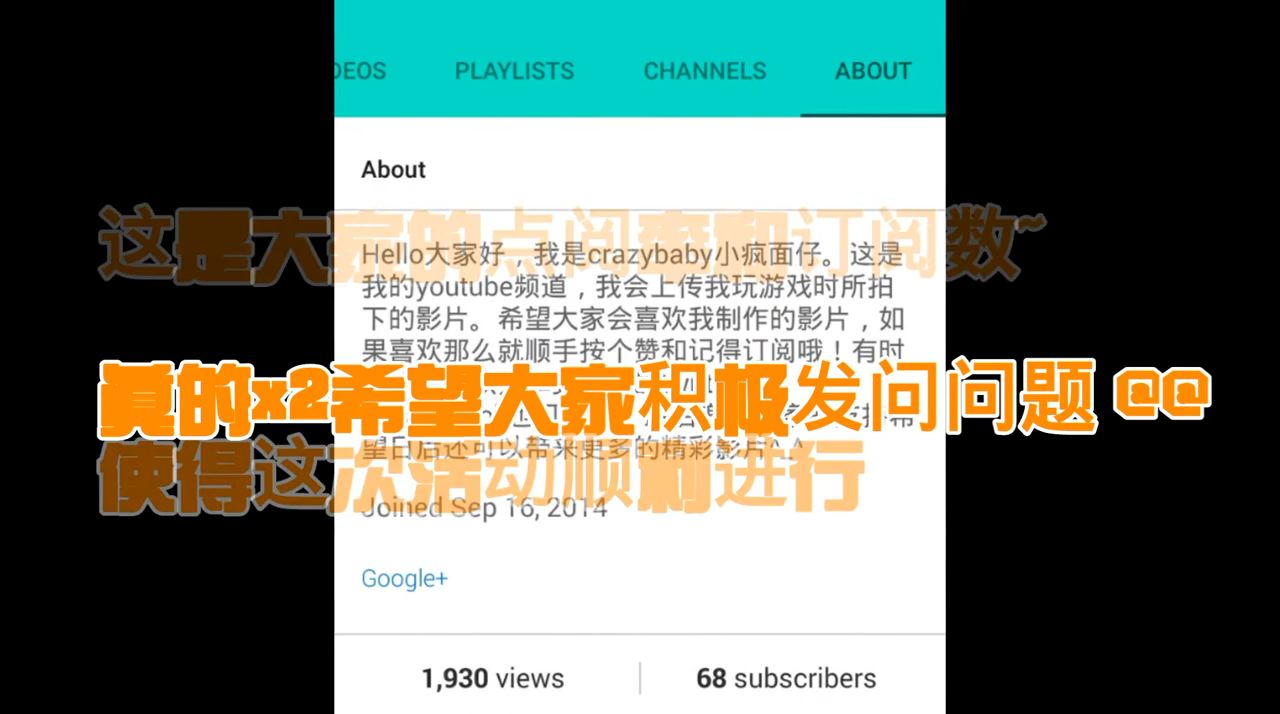 DEOS PLAYLISTS CHANNELS ABOUT
About
这是大家的点阅率和订阅数~
Hello大家好，我是crazybaby小疯面仔。这是
我的youtube频道，我会上传我玩游戏时所拍
下的影片。希望大家会喜欢我制作的影片，如
果喜欢那么就顺手按个赞和记得订阅哦！有时
真的x2希望大家积极发问问题 @@
望日后还可以带来更多的精彩影片^_^
使得这次活动顺利进行
Joined Sep 16, 2014
Google+
1,930 views
68 subscribers